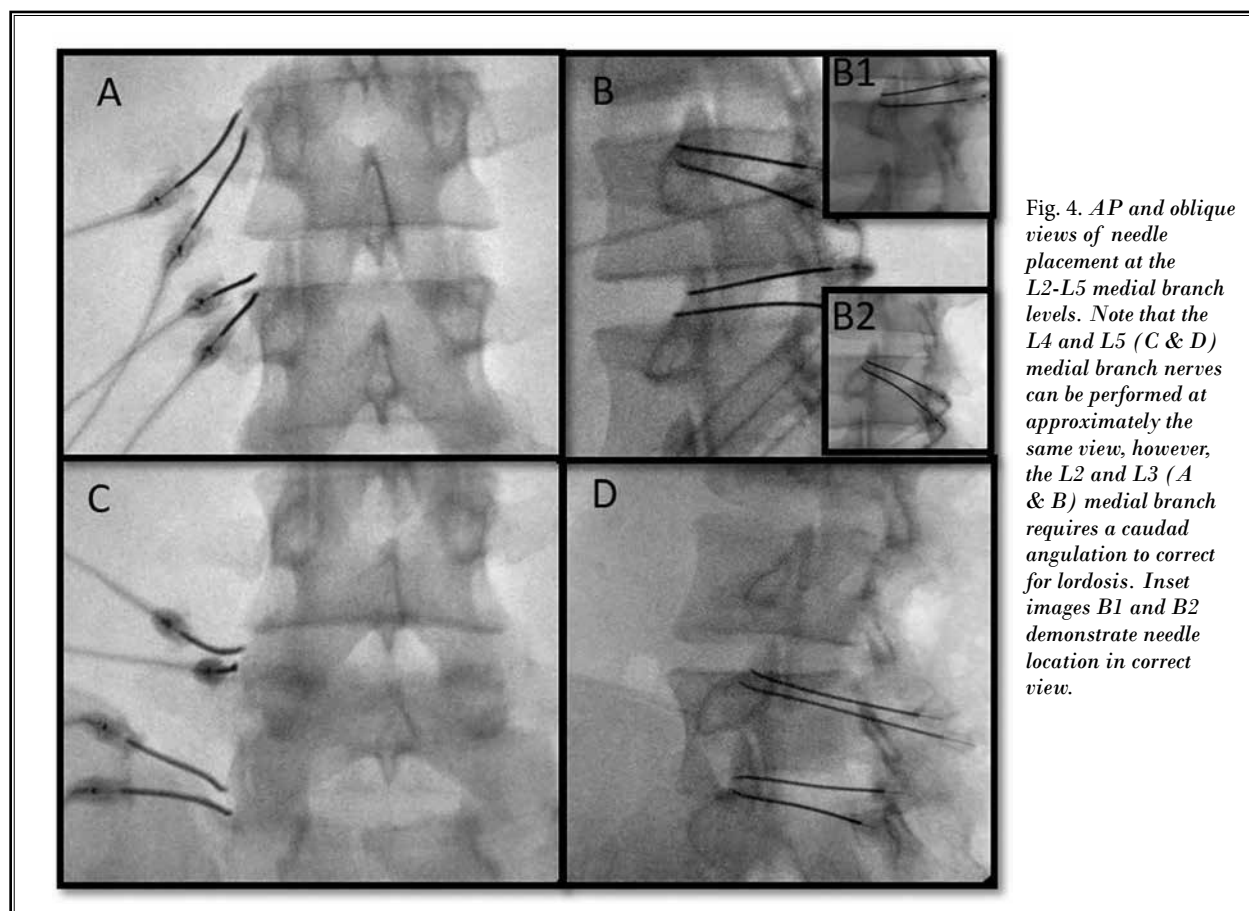 A
B
B1
B2
C
D
Fig. 4. AP and oblique
views of needle
placement at the
L2-L5 medial branch
levels. Note that the
L4 and L5 (C & D)
medial branch nerves
can be performed at
approximately the
same view, however,
the L2 and L3 (A
& B) medial branch
requires a caudad
angulation to correct
for lordosis. Inset
images B1 and B2
demonstrate needle
location in correct
view.